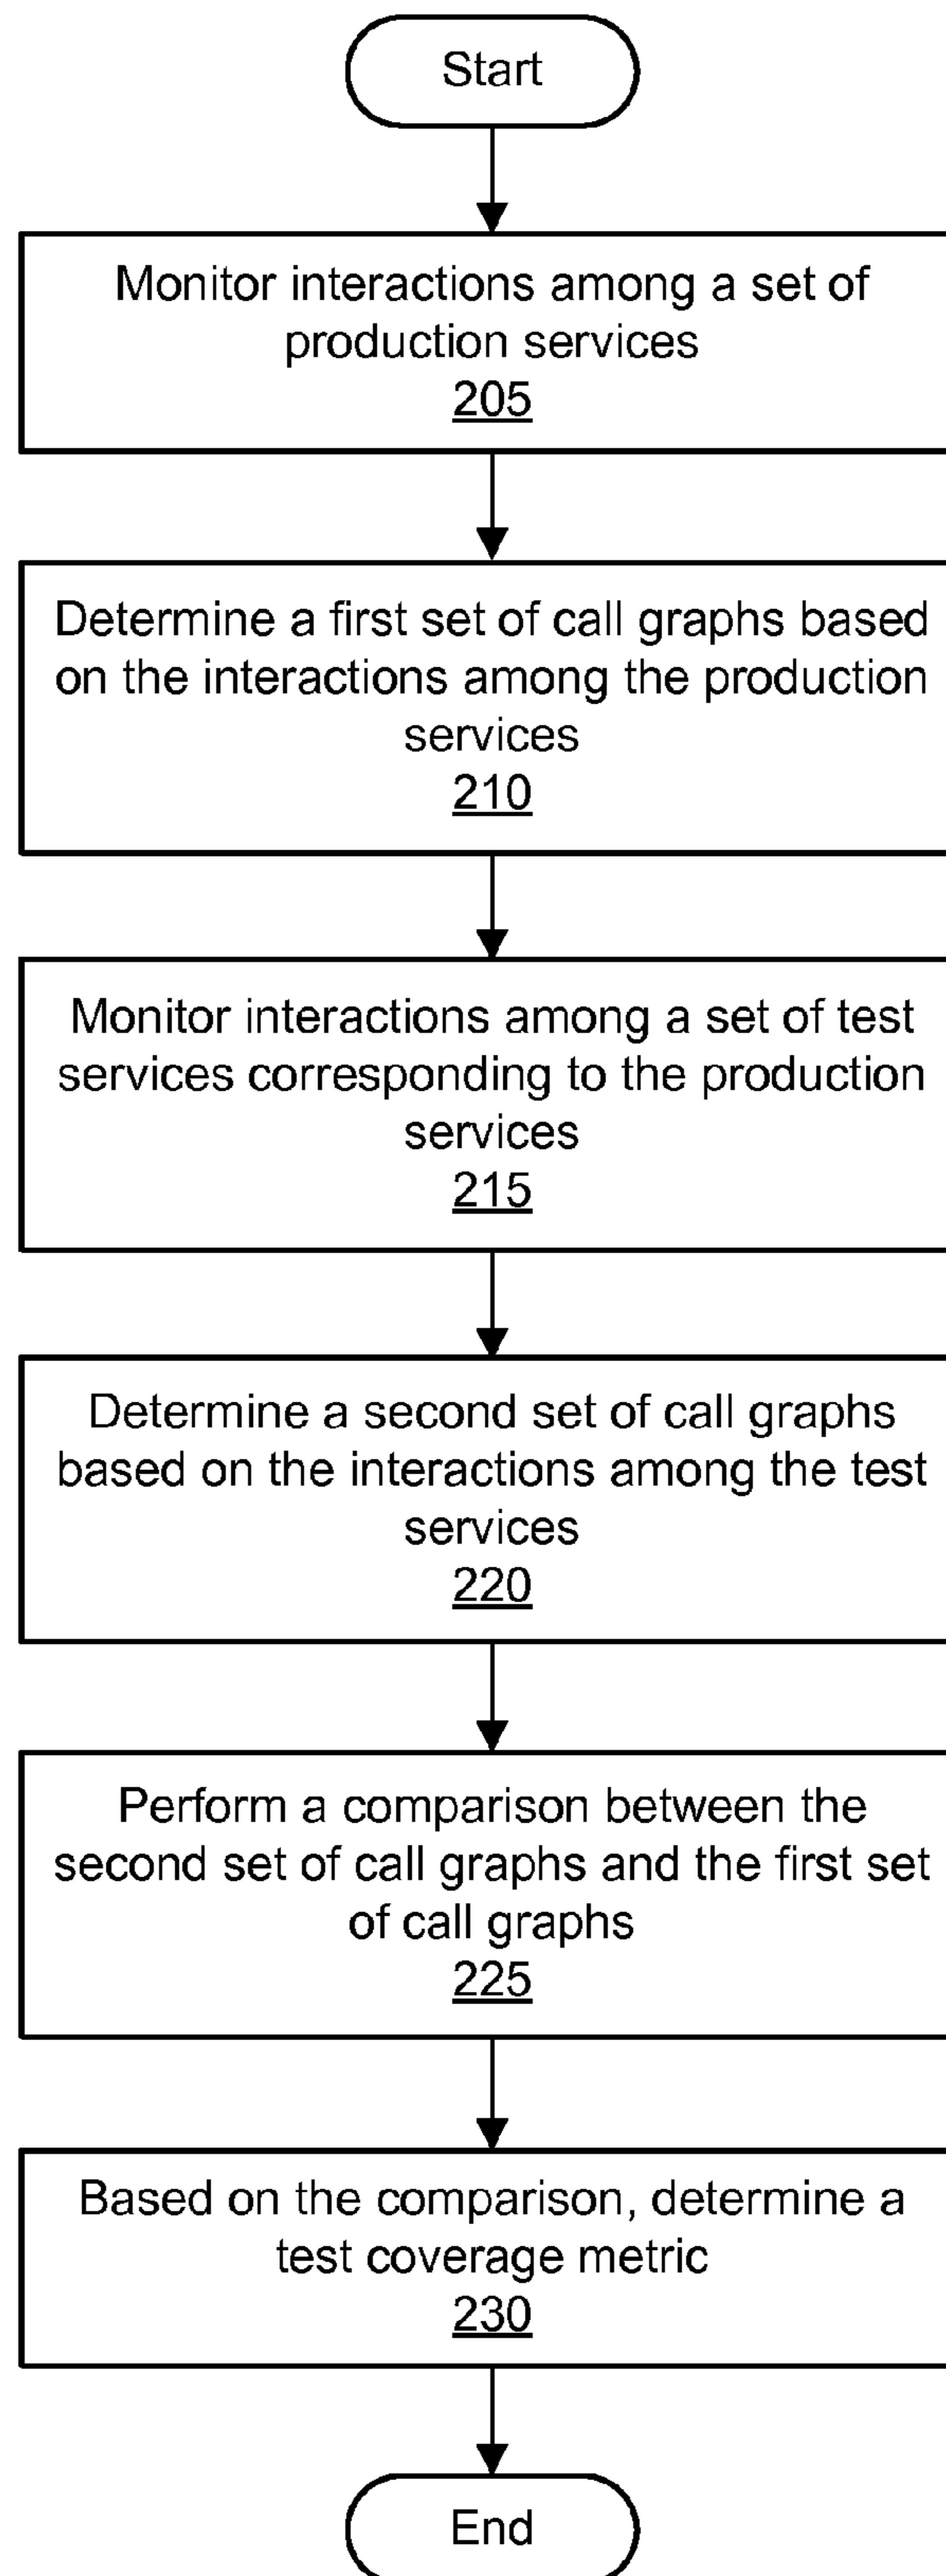 Start
Monitor interactions among a set of
production services
205
Determine a first set of call graphs based
on the interactions among the production
services
210
Monitor interactions among a set of test
services corresponding to the production
services
215
Determine a second set of call graphs
based on the interactions among the test
services
220
Perform a comparison between the
second set of call graphs and the first set
of call graphs
225
Based on the comparison, determine a
test coverage metric
230
End